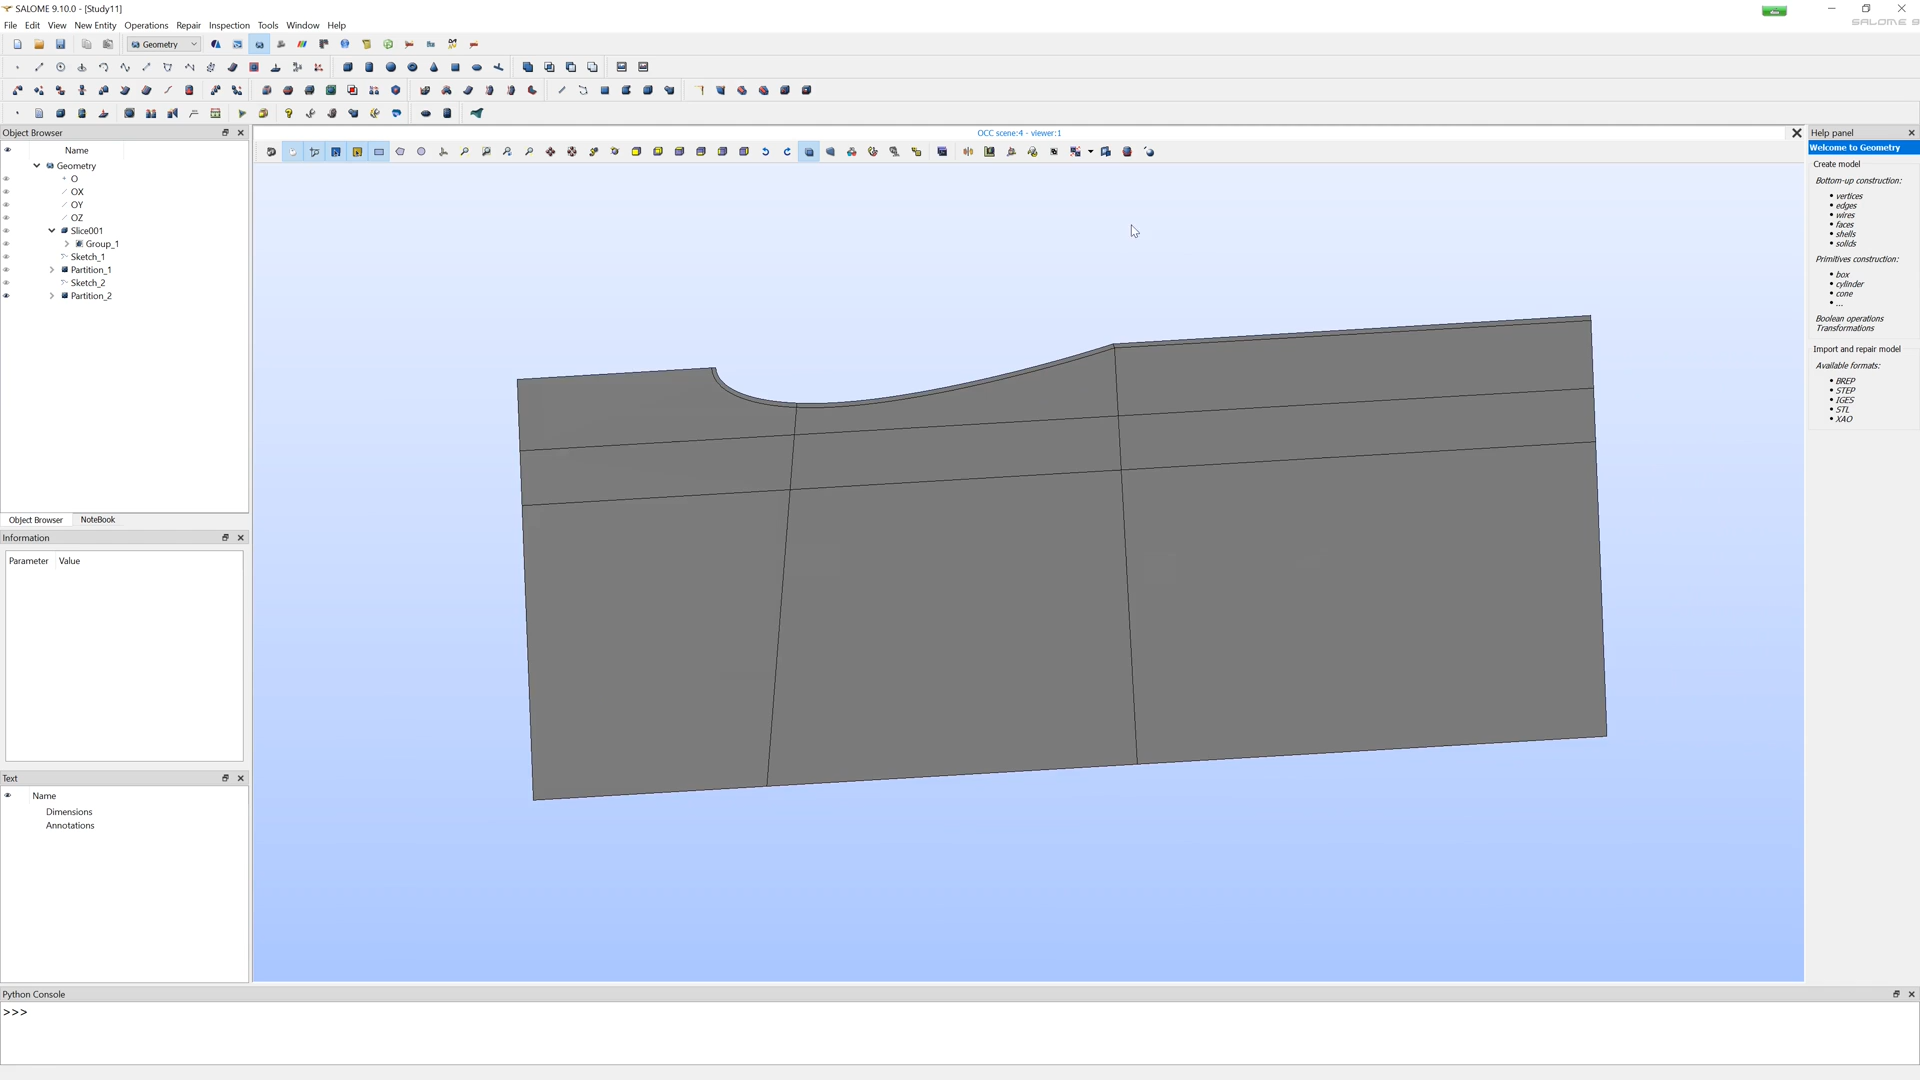 SALOME 9.10.0 - [Study11]
SALOME 9
File Edit View New Entity Operations Repair Inspection Tools Window Help
Geometry
Object Browser
Name
Geometry
O
OX
OY
OZ
Slice001
Group_1
Sketch_1
Partition_1
Sketch_2
Partition_2
Object Browser NoteBook
Information
Parameter Value
Text
Name
Dimensions
Annotations
OCC scene:4 - viewer:1
Help panel
Welcome to Geometry
Create model
Bottom-up construction:
• vertices
• edges
• wires
• faces
• shells
• solids
Primitives construction:
• box
• cylinder
• cone
• ...
Boolean operations
Transformations
Import and repair model
Available formats:
• BREP
• STEP
• IGES
• STL
• XAO
Python Console
>>>